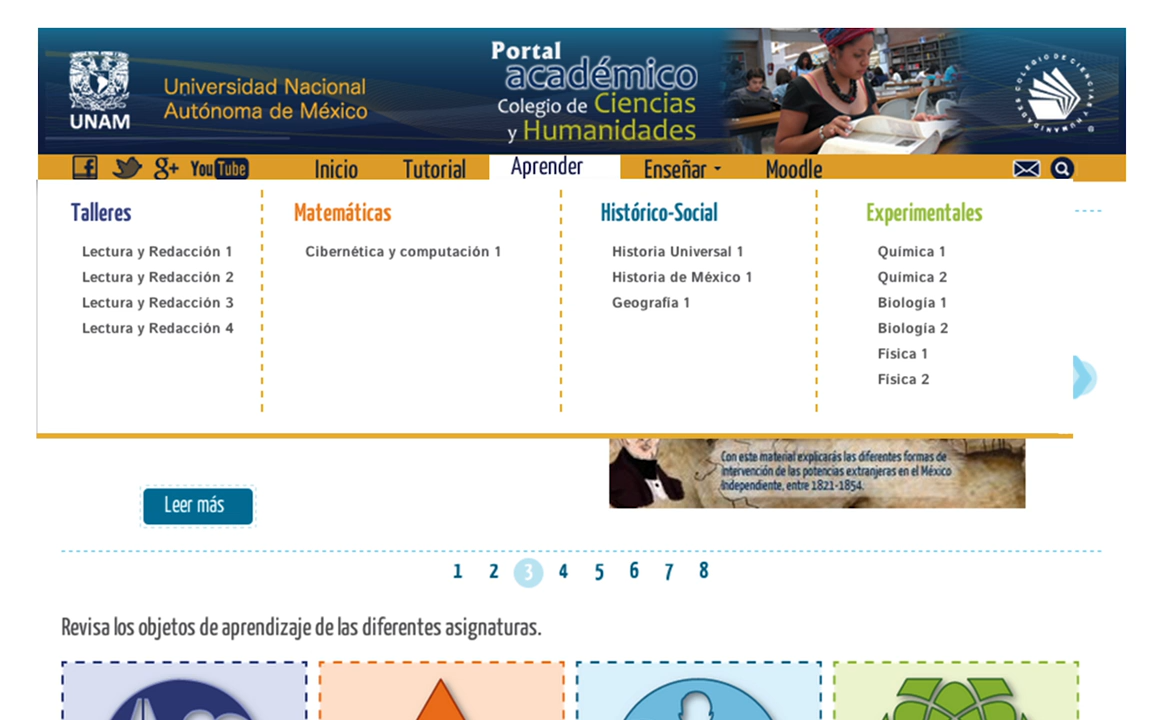 UNAM
Universidad Nacional
Autónoma de México
Portal
académico
Colegio de Ciencias
y Humanidades
COLEGIO DE CIENCIAS Y HUMANIDADES
f g+ YouTube Inicio Tutorial Aprender Enseñar Moodle
Talleres
Lectura y Redacción 1
Lectura y Redacción 2
Lectura y Redacción 3
Lectura y Redacción 4
Matemáticas
Cibernética y computación 1
Histórico-Social
Historia Universal 1
Historia de México 1
Geografía 1
Experimentales
Química 1
Química 2
Biología 1
Biología 2
Física 1
Física 2
Con este material explicarás las diferentes formas de
intervención de las potencias extranjeras en el México
Independiente, entre 1821-1854.
Leer más
1 2 3 4 5 6 7 8
Revisa los objetos de aprendizaje de las diferentes asignaturas.